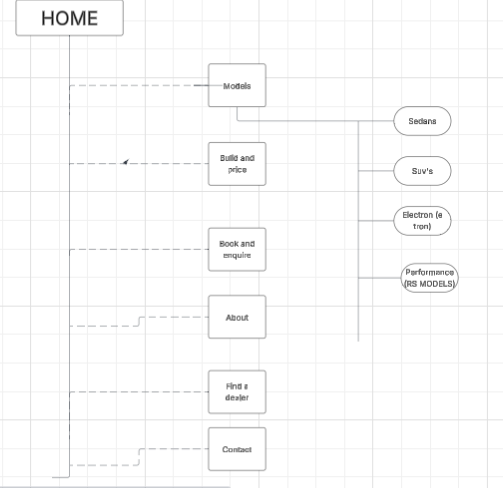 HOME
Models
Sedans
Build and
price
Suv's
Electron (e
tron)
Book and
enquire
Performance
(RS MODELS)
About
Find a
dealer
Contact